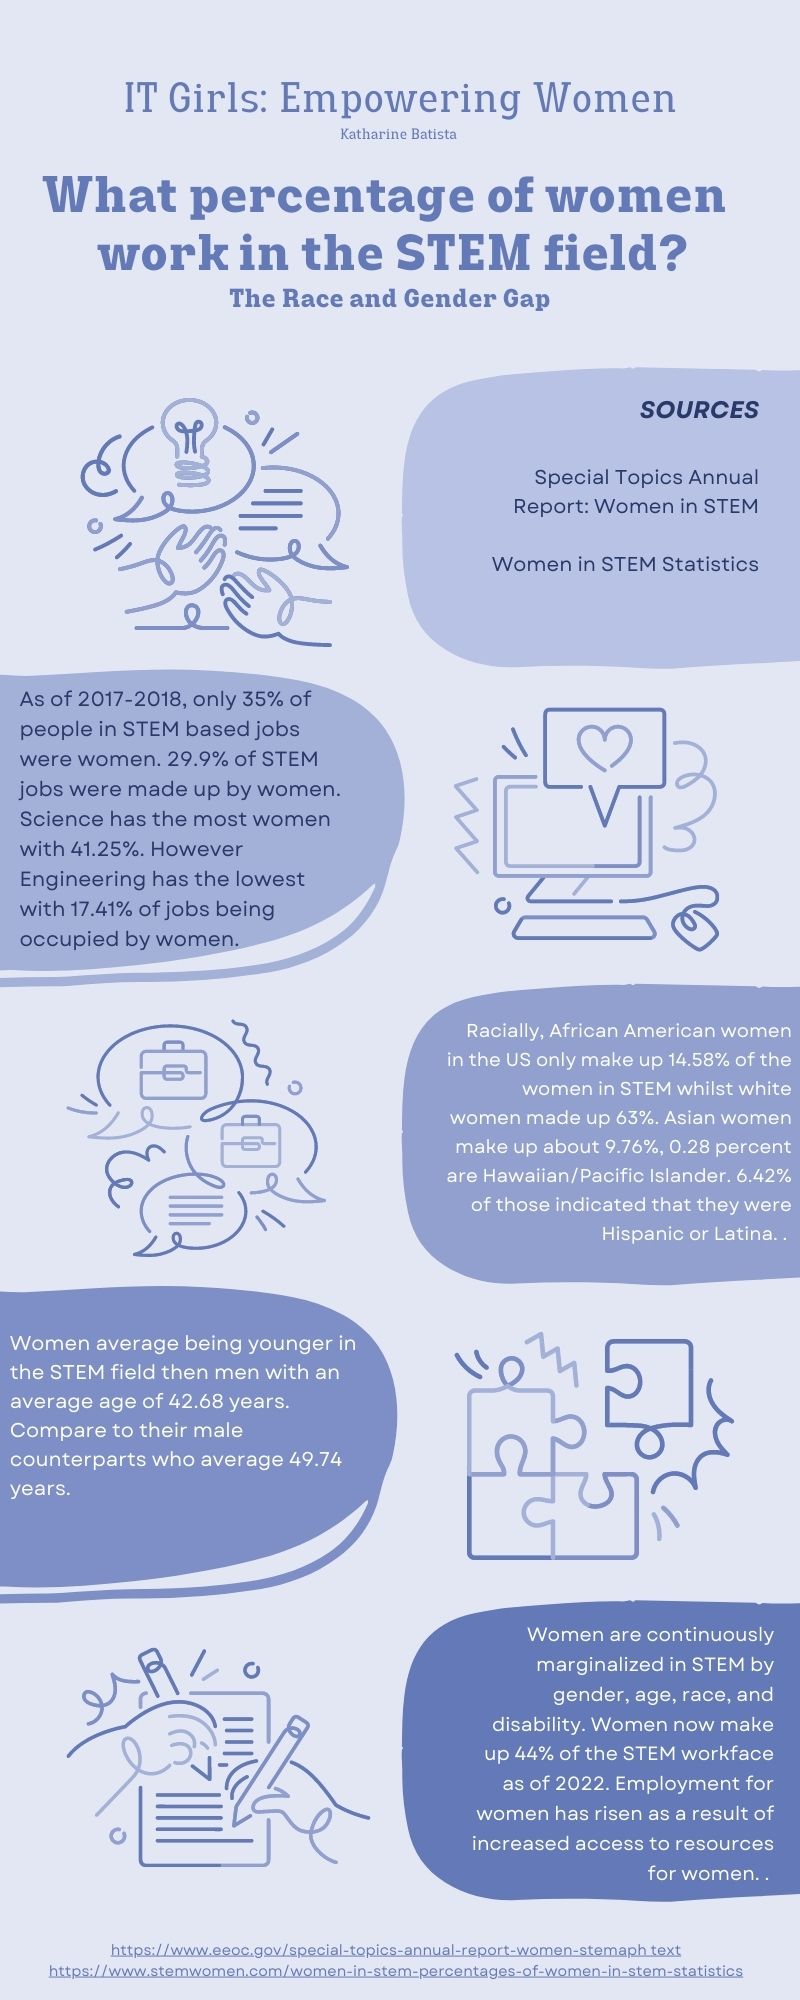 IT Girls: Empowering Women
Katharine Batista
What percentage of women
work in the STEM field?
The Race and Gender Gap
SOURCES
Special Topics Annual
Report: Women in STEM
Women in STEM Statistics
As of 2017-2018, only 35% of
people in STEM based jobs
were women. 29.9% of STEM
jobs were made up by women.
Science has the most women
with 41.25%. However
Engineering has the lowest
with 17.41% of jobs being
occupied by women.
Racially, African American women
in the US only make up 14.58% of the
women in STEM whilst white
women made up 63%. Asian women
make up about 9.76%, 0.28 percent
are Hawaiian/Pacific Islander. 6.42%
of those indicated that they were
Hispanic or Latina. .
Women average being younger in
the STEM field then men with an
average age of 42.68 years.
Compare to their male
counterparts who average 49.74
years.
Women are continuously
marginalized in STEM by
gender, age, race, and
disability. Women now make
up 44% of the STEM workface
as of 2022. Employment for
women has risen as a result of
increased access to resources
for women. .
https://www.eeoc.gov/special-topics-annual-report-women-stemaph text
https://www.stemwomen.com/women-in-stem-percentages-of-women-in-stem-statistics